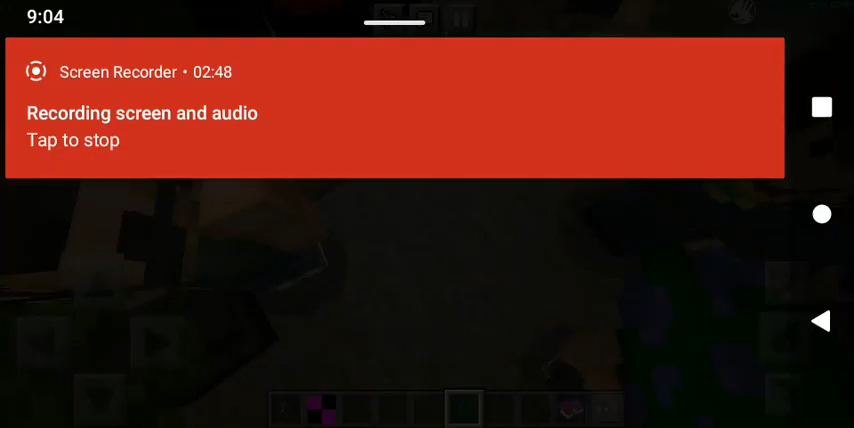 9:04
Screen Recorder • 02:48
Recording screen and audio
Tap to stop